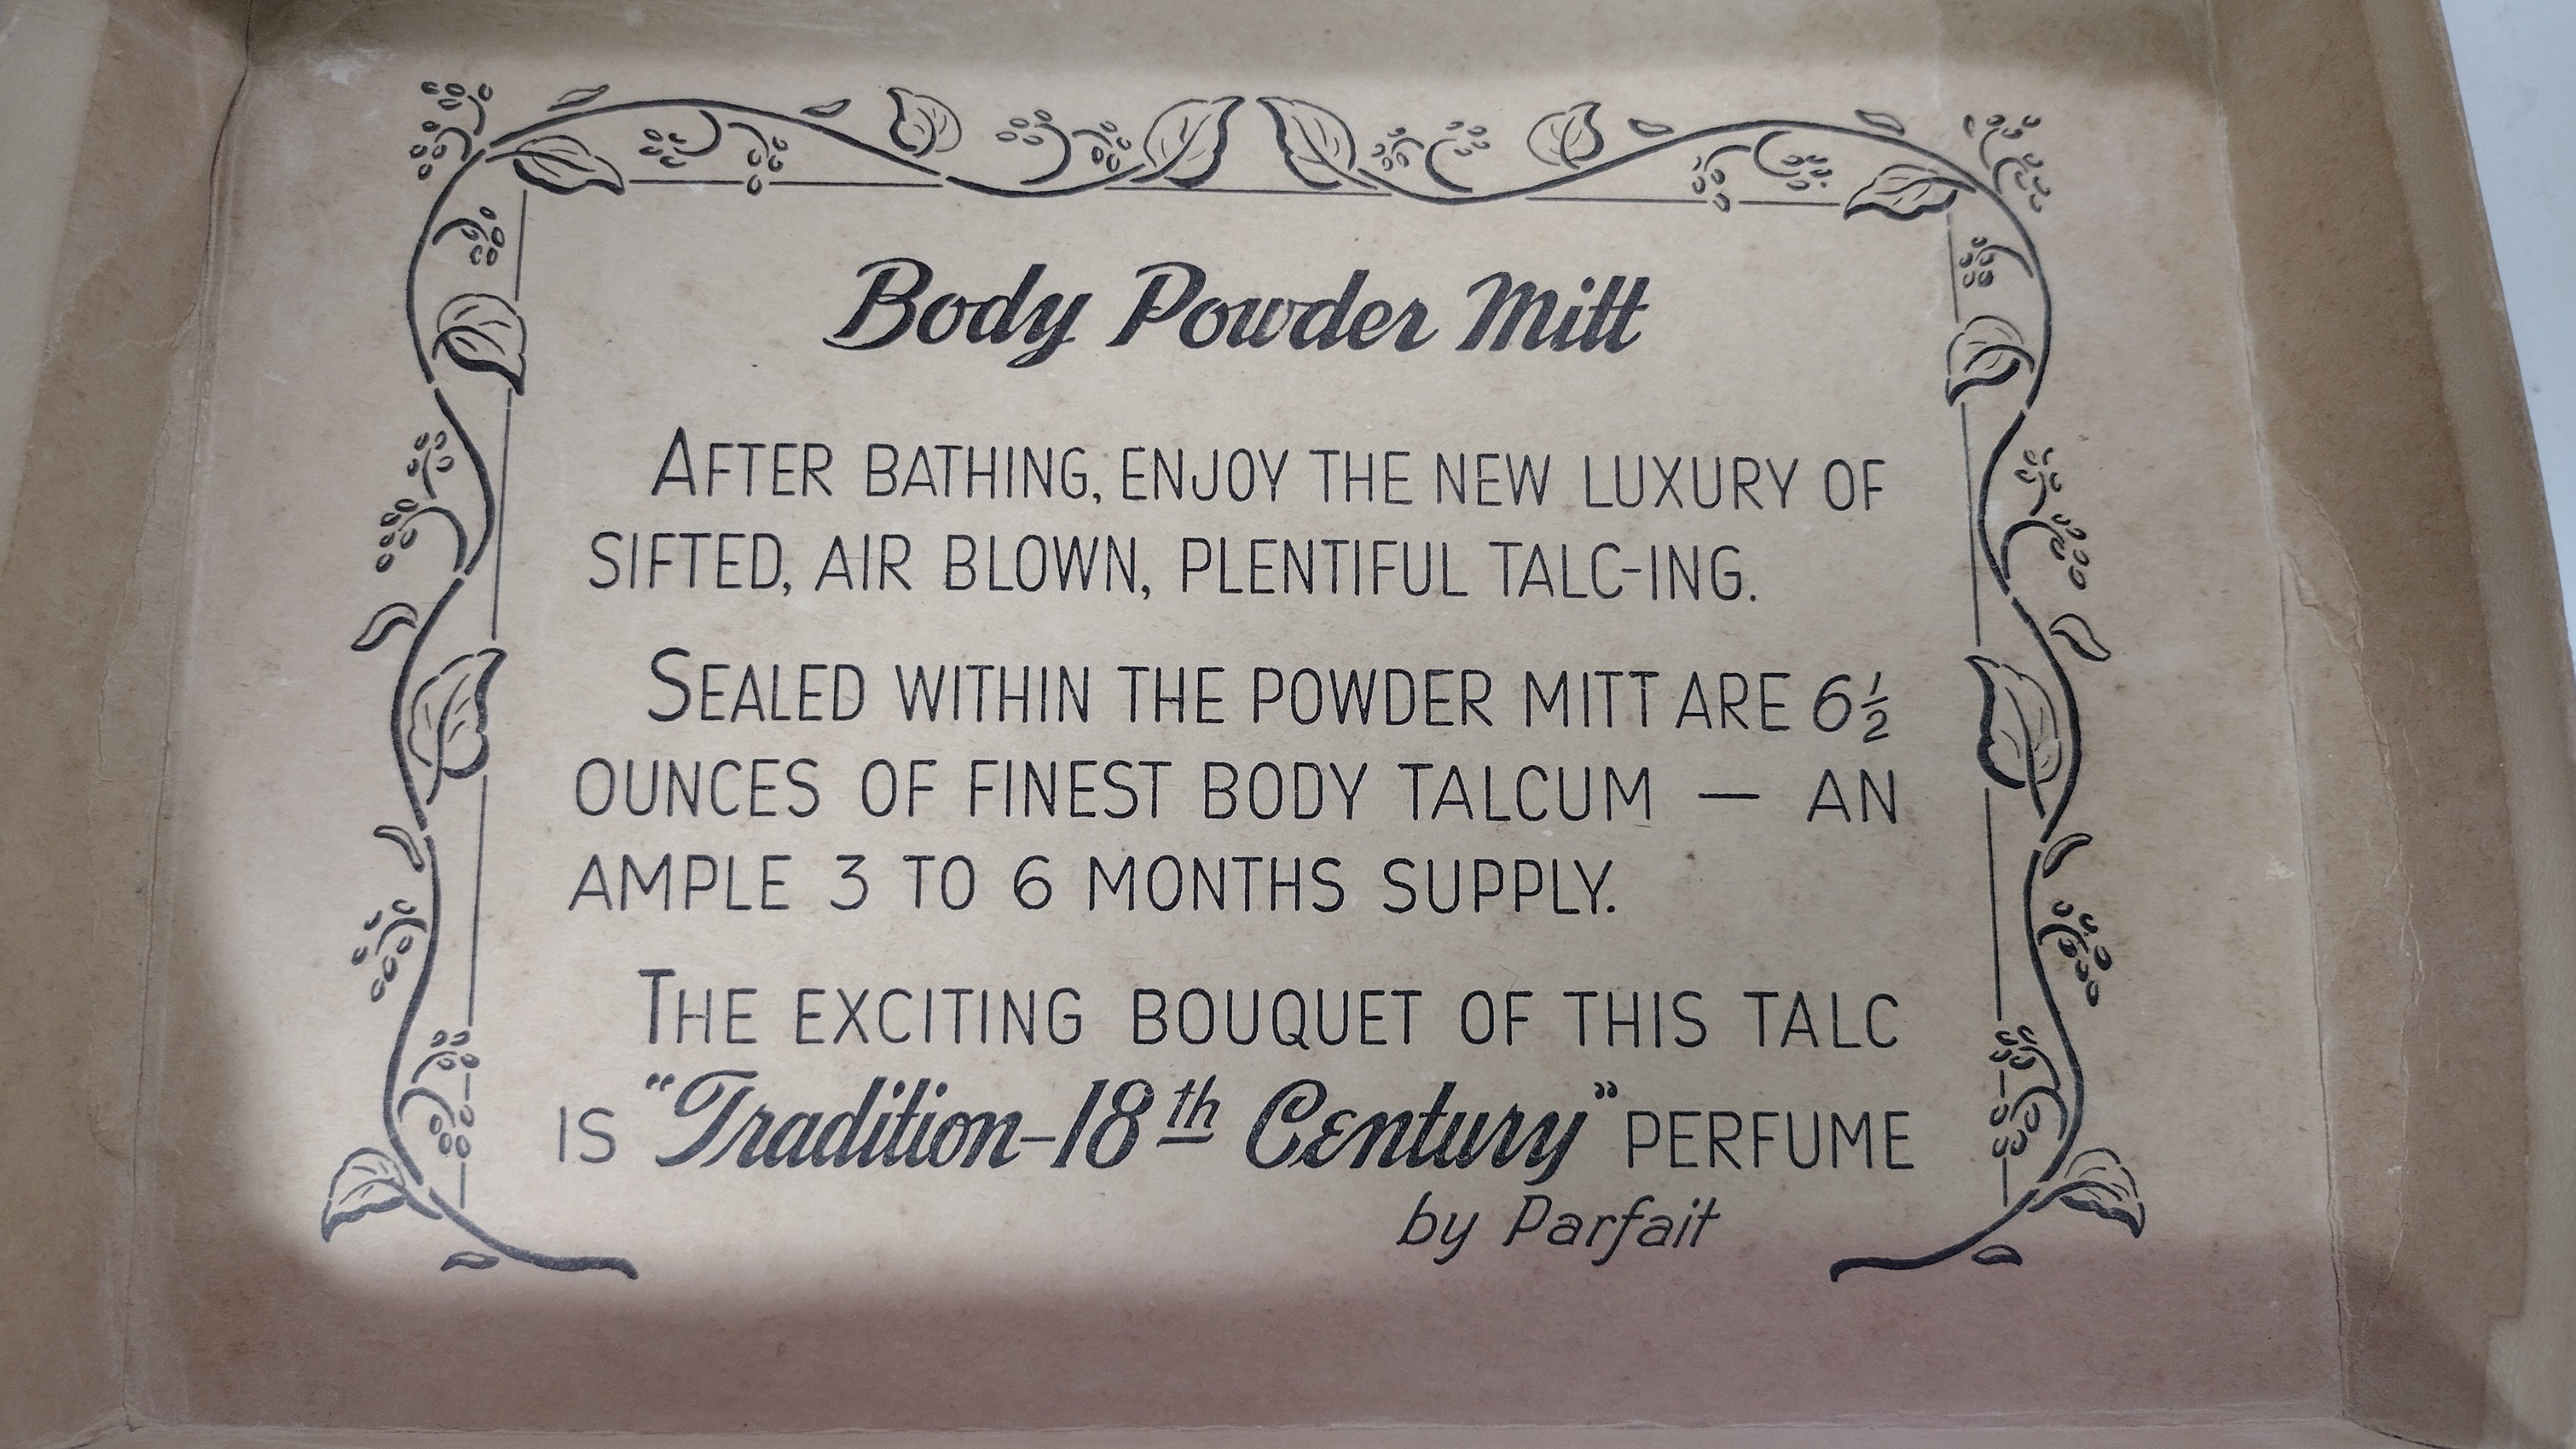 Body Powder Mitt
AFTER BATHING, ENJOY THE NEW LUXURY OF
SIFTED, AIR BLOWN, PLENTIFUL TALC-ING.
SEALED WITHIN THE POWDER MITT ARE 6½
OUNCES OF FINEST BODY TALCUM — AN
AMPLE 3 TO 6 MONTHS SUPPLY.
THE EXCITING BOUQUET OF THIS TALC
IS "Tradition-18th Century" PERFUME
by Parfait